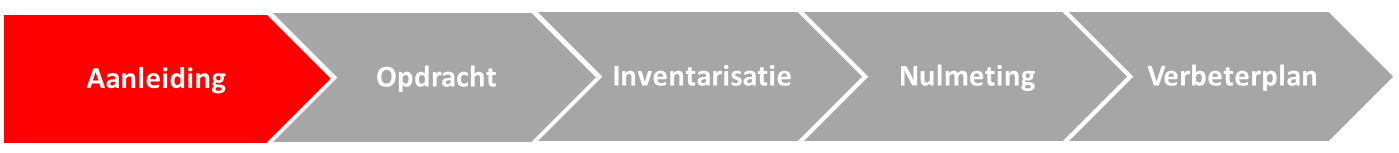 Aanleiding Opdracht Inventarisatie Nulmeting Verbeterplan